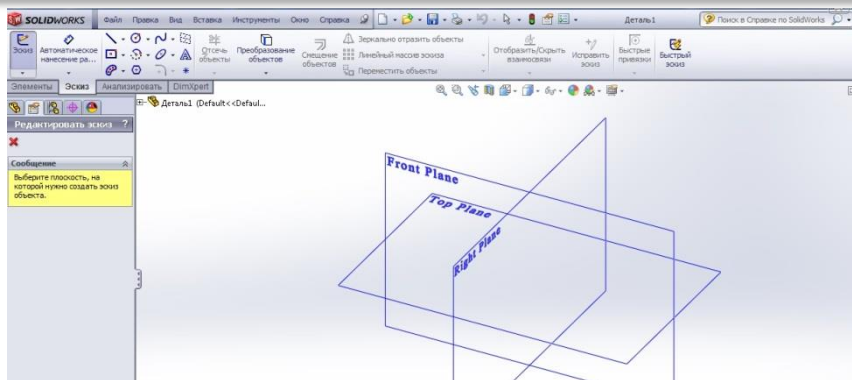 SOLIDWORKS Файл Правка Вид Вставка Инструменты Окно Справка Деталь1 Поиск в Справке по SolidWorks
Эскиз
Автоматическое нанесение ра...
Отсечь объекты
Преобразование объектов
Смещение объектов
Зеркально отразить объекты
Линейный массив эскиза
Переместить объекты
Отобразить/Скрыть взаимосвязи
Исправить эскиз
Быстрые привязки
Быстрый эскиз
Элементы Эскиз Анализировать DimXpert
Деталь1 (Default<<Defaul...
Редактировать эскиз ?
Сообщение
Выберите плоскость, на
которой нужно создать эскиз
объекта.
Front Plane
Top Plane
Right Plane